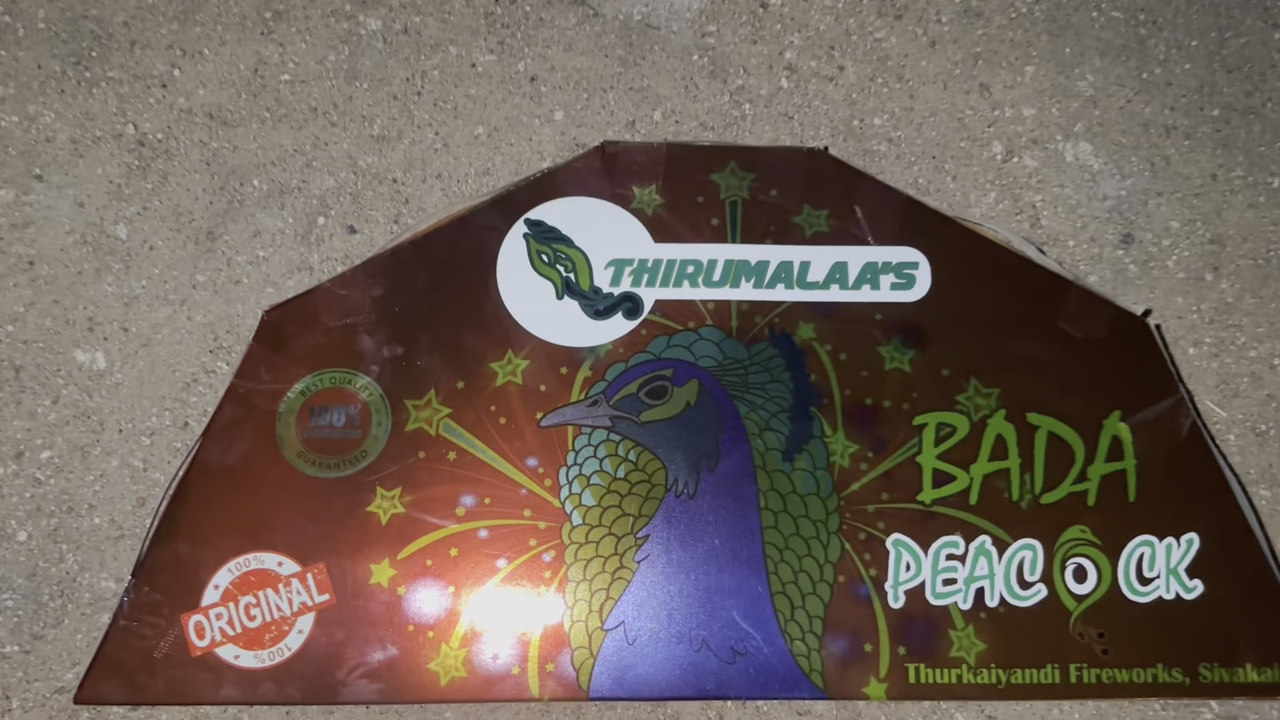 THIRUMALAA'S
BEST QUALITY
100%
GUARANTEED
BADA
PEACOCK
100%
ORIGINAL
100%
Thurkaiyandi Fireworks, Sivakai